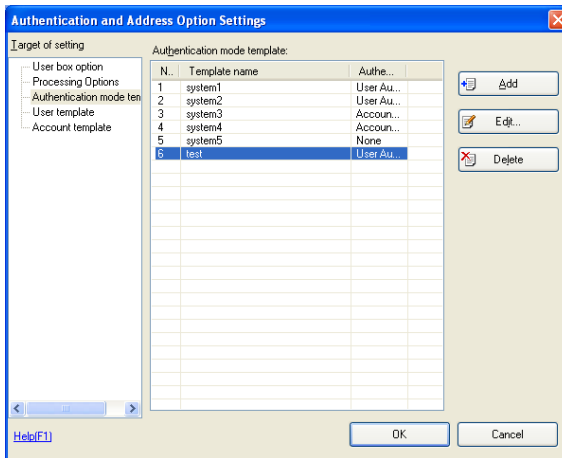 Authentication and Address Option Settings
Target of setting
User box option
Processing Options
Authentication mode ten
User template
Account template
Authentication mode template:
N.. Template name Authe...
1 system1 User Au...
2 system2 User Au...
3 system3 Accoun...
4 system4 Accoun...
5 system5 None
6 test User Au...
Add
Edit...
Delete
Help(F1)
OK
Cancel